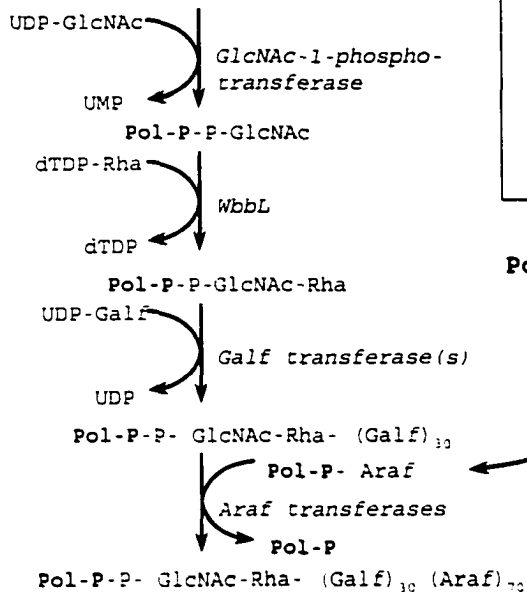 UDP-GlcNAc
GlcNAc-1-phospho-
transferase
UMP
Pol-P-P-GlcNAc
dTDP-Rha
WbbL
dTDP
Pol-P-P-GlcNAc-Rha
Po
UDP-Galf
Galf transferase(s)
UDP
Pol-P-P- GlcNAc-Rha- (Galf)30
Pol-P- Araf
Araf transferases
Pol-P
Pol-P-P- GlcNAc-Rha- (Galf)30 (Araf)70